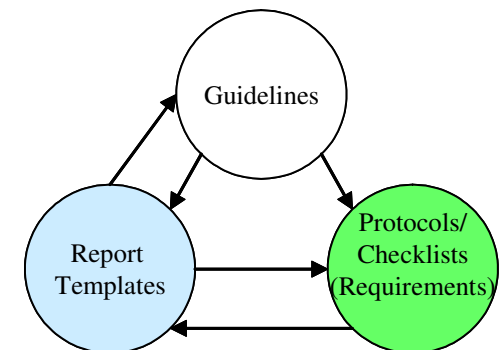 Guidelines
Report
Templates
Protocols/
Checklists
(Requirements)